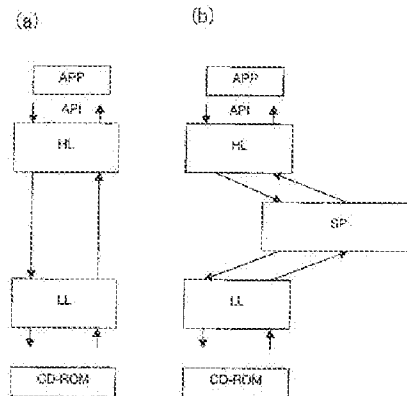 (a)
APP
API
HL
LL
CD-ROM
(b)
APP
API
HL
SP
LL
CD-ROM